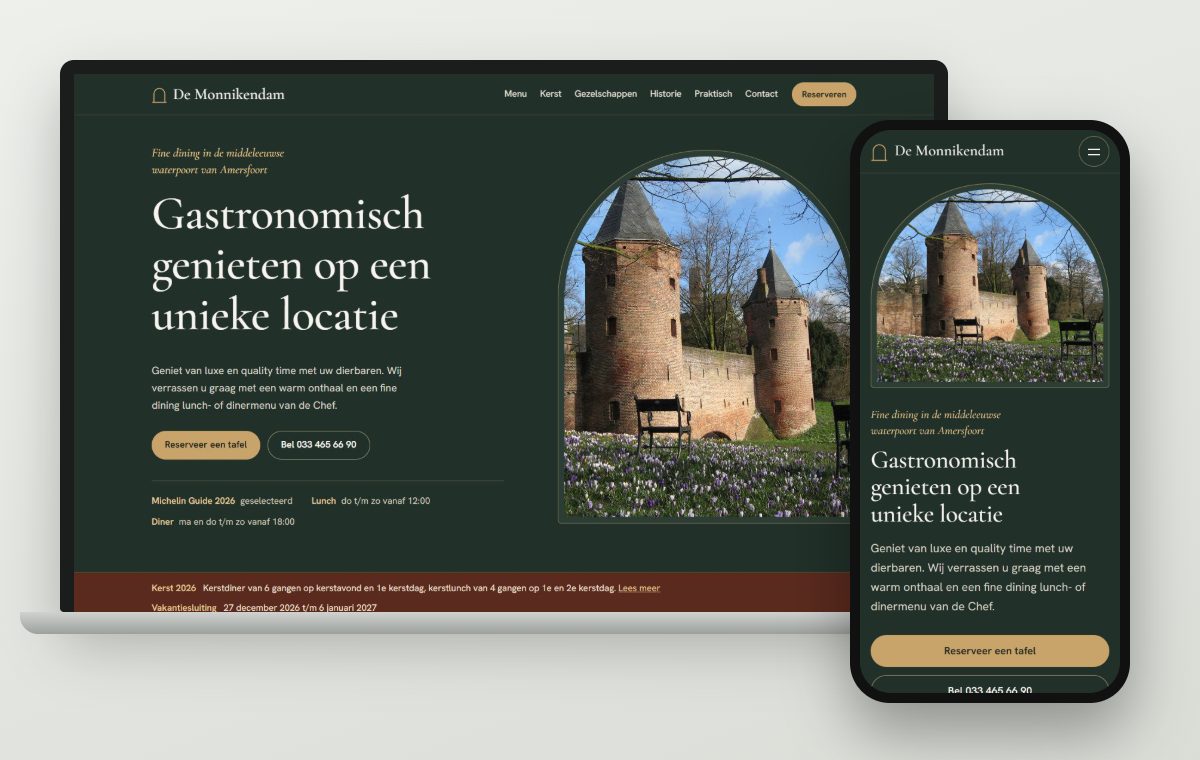 De Monnikendam
Menu Kerst Gezelschappen Historie Praktisch Contact Reserveren
Fine dining in de middeleeuwse
waterpoort van Amersfoort
Gastronomisch
genieten op een
unieke locatie
Geniet van luxe en quality time met uw dierbaren. Wij
verrassen u graag met een warm onthaal en een fine
dining lunch- of dinermenu van de Chef.
Reserveer een tafel Bel 033 465 66 90
Michelin Guide 2026 geselecteerd Lunch do t/m zo vanaf 12:00
Diner ma en do t/m zo vanaf 18:00
Kerst 2026 Kerstdiner van 6 gangen op kerstavond en 1e kerstdag, kerstlunch van 4 gangen op 1e en 2e kerstdag. Lees meer
Vakantiesluiting 27 december 2026 t/m 6 januari 2027
De Monnikendam
Fine dining in de middeleeuwse
waterpoort van Amersfoort
Gastronomisch
genieten op een
unieke locatie
Geniet van luxe en quality time met uw
dierbaren. Wij verrassen u graag met een
warm onthaal en een fine dining lunch- of
dinermenu van de Chef.
Reserveer een tafel
Bel 033 465 66 90